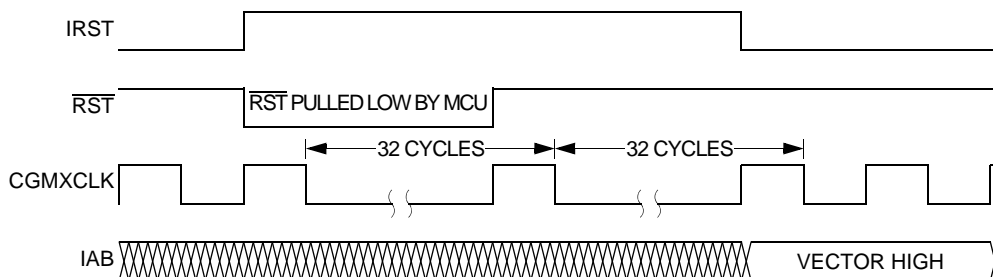 IRST
RST
RST PULLED LOW BY MCU
32 CYCLES
32 CYCLES
CGMXCLK
IAB
VECTOR HIGH